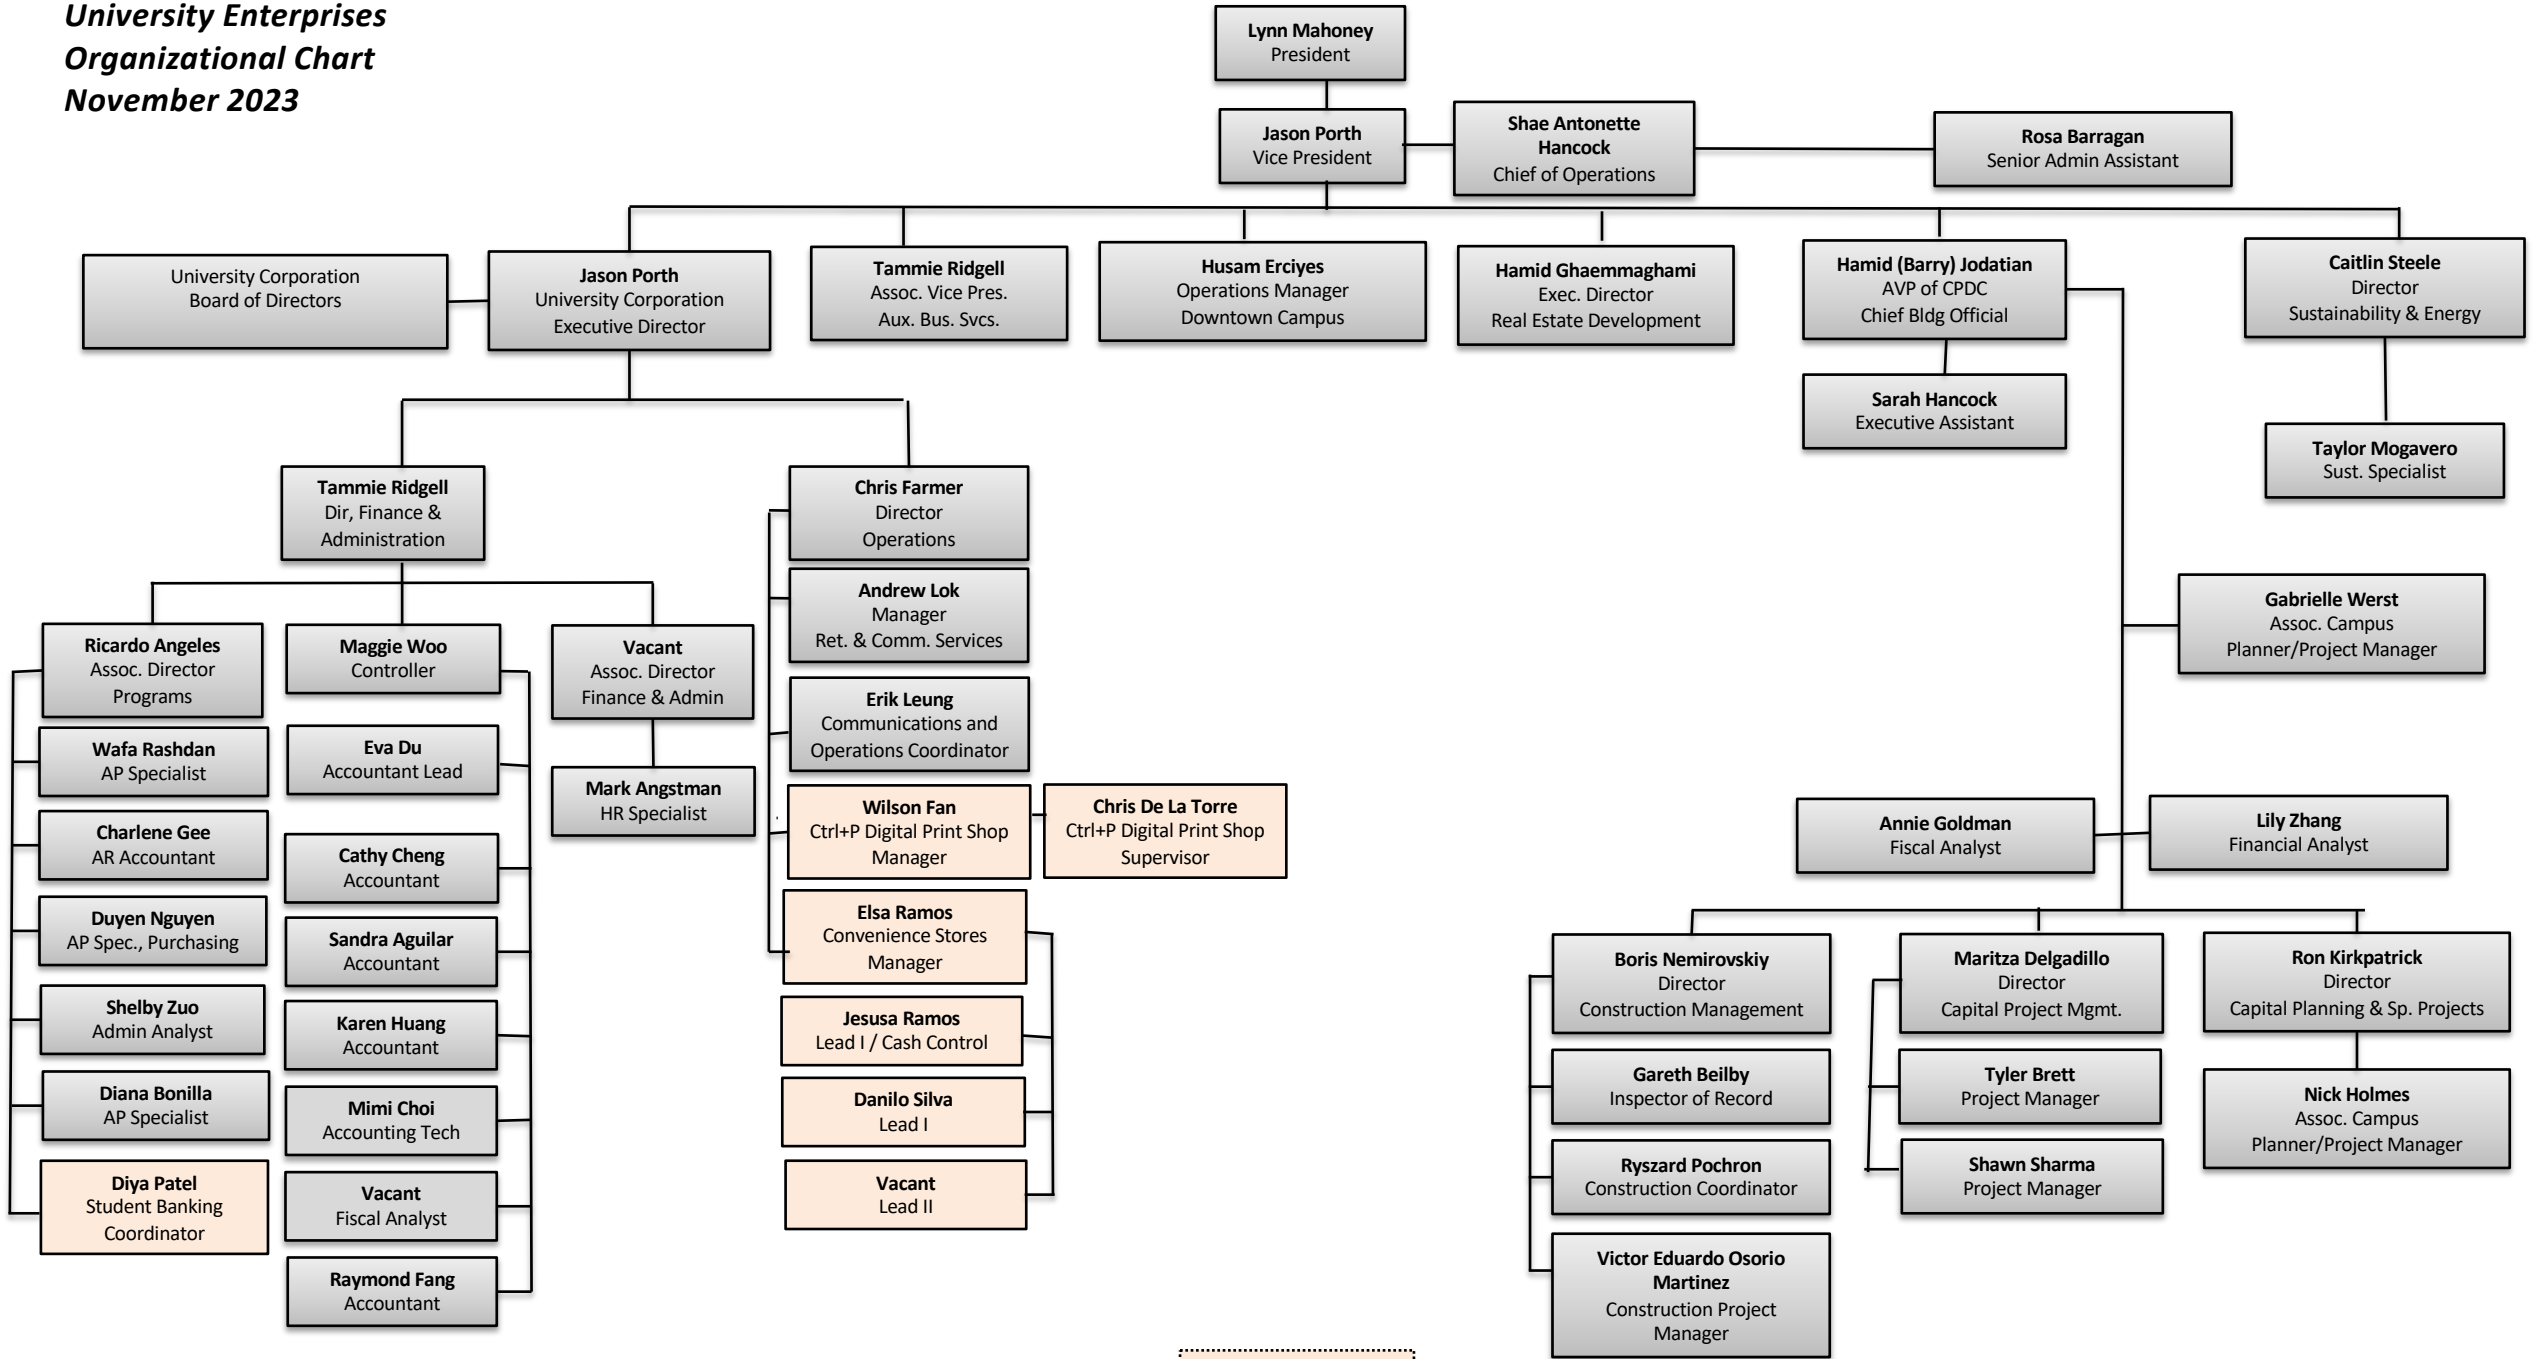 University Enterprises
Organizational Chart
November 2023
Lynn Mahoney
President
Jason Porth
Vice President
Shae Antonette
Hancock
Chief of Operations
Rosa Barragan
Senior Admin Assistant
University Corporation
Board of Directors
Jason Porth
University Corporation
Executive Director
Tammie Ridgell
Assoc. Vice Pres.
Aux. Bus. Svcs.
Husam Erciyes
Operations Manager
Downtown Campus
Hamid Ghaemmaghami
Exec. Director
Real Estate Development
Hamid (Barry) Jodatian
AVP of CPDC
Chief Bldg Official
Caitlin Steele
Director
Sustainability & Energy
Sarah Hancock
Executive Assistant
Taylor Mogavero
Sust. Specialist
Tammie Ridgell
Dir, Finance &
Administration
Chris Farmer
Director
Operations
Ricardo Angeles
Assoc. Director
Programs
Wafa Rashdan
AP Specialist
Charlene Gee
AR Accountant
Duyen Nguyen
AP Spec., Purchasing
Shelby Zuo
Admin Analyst
Diana Bonilla
AP Specialist
Diya Patel
Student Banking
Coordinator
Maggie Woo
Controller
Eva Du
Accountant Lead
Cathy Cheng
Accountant
Sandra Aguilar
Accountant
Karen Huang
Accountant
Mimi Choi
Accounting Tech
Vacant
Fiscal Analyst
Raymond Fang
Accountant
Vacant
Assoc. Director
Finance & Admin
Mark Angstman
HR Specialist
Andrew Lok
Manager
Ret. & Comm. Services
Erik Leung
Communications and
Operations Coordinator
Wilson Fan
Ctrl+P Digital Print Shop
Manager
Chris De La Torre
Ctrl+P Digital Print Shop
Supervisor
Elsa Ramos
Convenience Stores
Manager
Jesusa Ramos
Lead I / Cash Control
Danilo Silva
Lead I
Vacant
Lead II
Gabrielle Werst
Assoc. Campus
Planner/Project Manager
Annie Goldman
Fiscal Analyst
Lily Zhang
Financial Analyst
Boris Nemirovskiy
Director
Construction Management
Gareth Beilby
Inspector of Record
Ryszard Pochron
Construction Coordinator
Victor Eduardo Osorio
Martinez
Construction Project
Manager
Maritza Delgadillo
Director
Capital Project Mgmt.
Tyler Brett
Project Manager
Shawn Sharma
Project Manager
Ron Kirkpatrick
Director
Capital Planning & Sp. Projects
Nick Holmes
Assoc. Campus
Planner/Project Manager